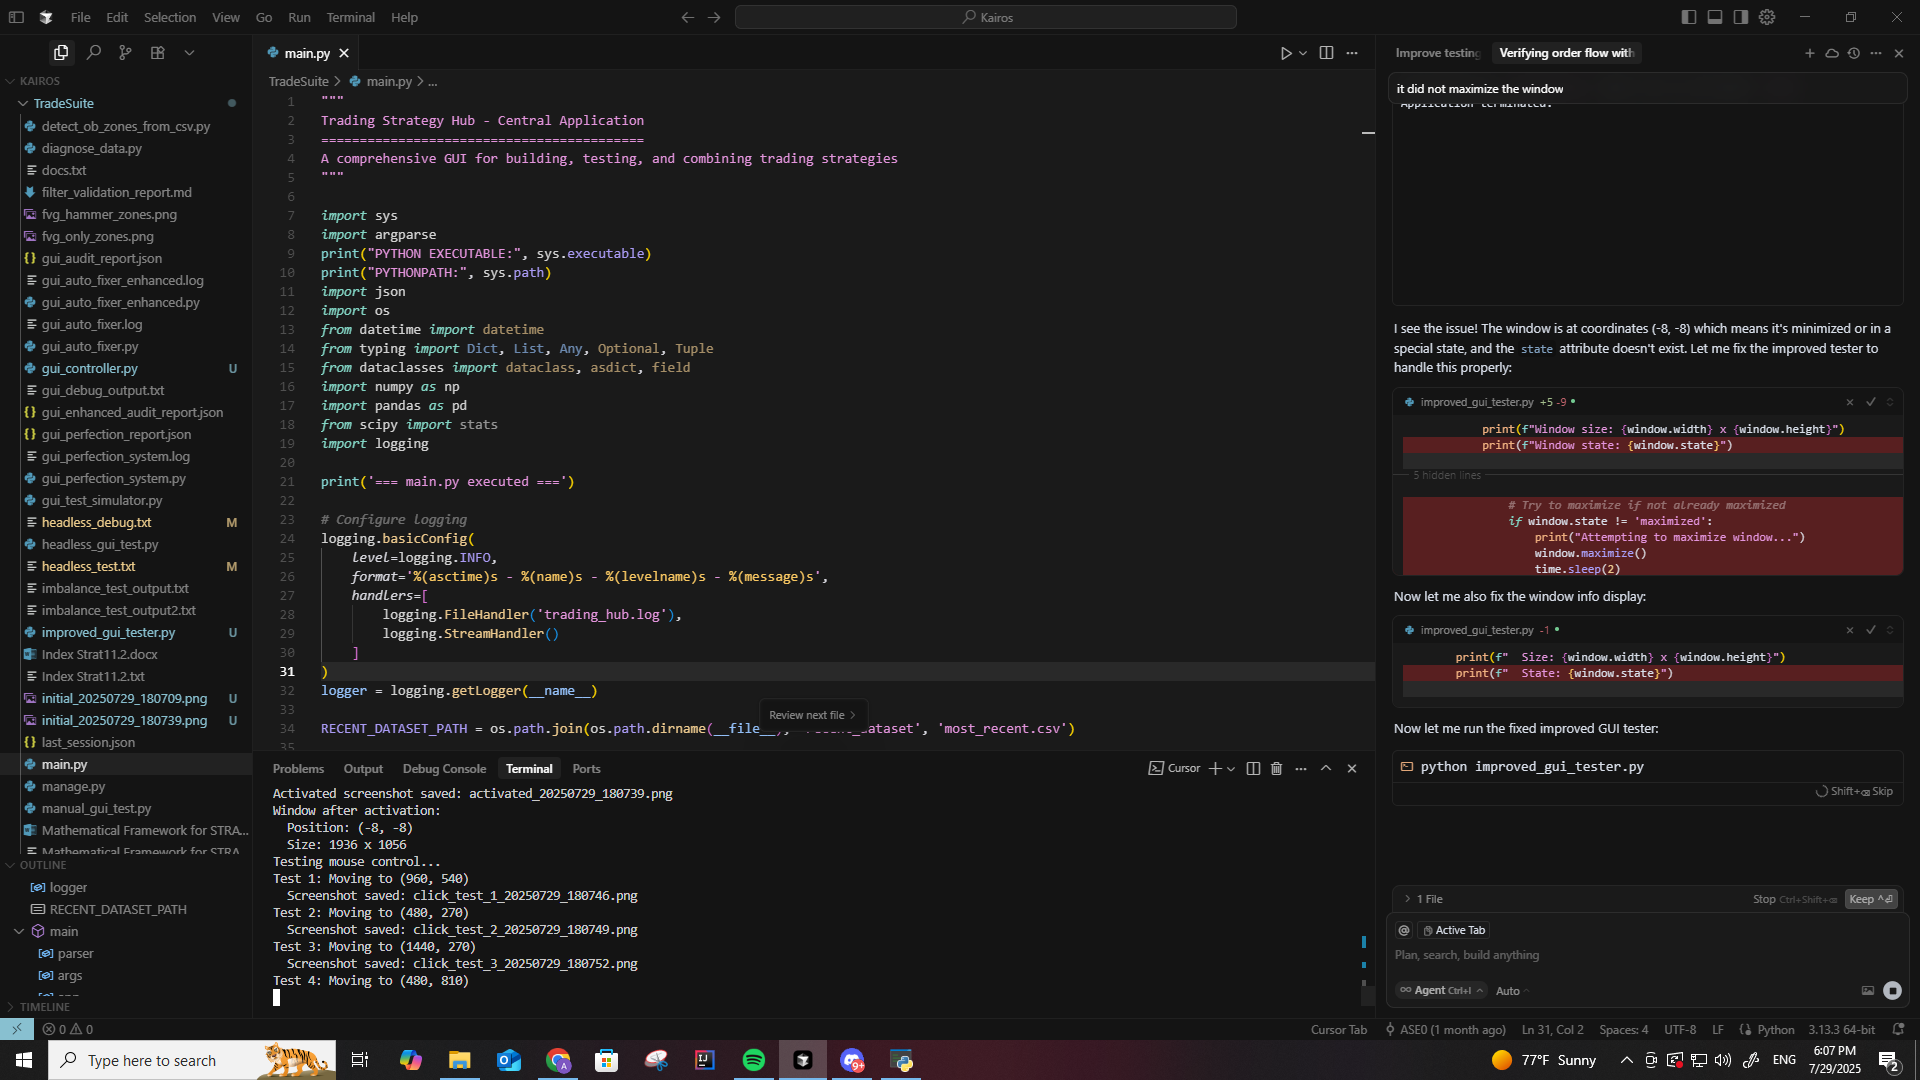 File Edit Selection View Go Run Terminal Help
Kairos
KAIROS
TradeSuite
detect_ob_zones_from_csv.py
diagnose_data.py
docs.txt
filter_validation_report.md
fvg_hammer_zones.png
fvg_only_zones.png
gui_audit_report.json
gui_auto_fixer_enhanced.log
gui_auto_fixer_enhanced.py
gui_auto_fixer.log
gui_auto_fixer.py
gui_controller.py U
gui_debug_output.txt
gui_enhanced_audit_report.json
gui_perfection_report.json
gui_perfection_system.log
gui_perfection_system.py
gui_test_simulator.py
headless_debug.txt M
headless_gui_test.py
headless_test.txt M
imbalance_test_output.txt
imbalance_test_output2.txt
improved_gui_tester.py U
Index Strat11.2.docx
Index Strat11.2.txt
initial_20250729_180709.png U
initial_20250729_180739.png U
last_session.json
main.py
manage.py
manual_gui_test.py
Mathematical Framework for STRA...
Mathematical Framework for STRA
OUTLINE
logger
RECENT_DATASET_PATH
main
parser
args
TIMELINE
main.py
TradeSuite > main.py > ...
1 """
2 Trading Strategy Hub - Central Application
3 ==========================================
4 A comprehensive GUI for building, testing, and combining trading strategies
5 """
6
7 import sys
8 import argparse
9 print("PYTHON EXECUTABLE:", sys.executable)
10 print("PYTHONPATH:", sys.path)
11 import json
12 import os
13 from datetime import datetime
14 from typing import Dict, List, Any, Optional, Tuple
15 from dataclasses import dataclass, asdict, field
16 import numpy as np
17 import pandas as pd
18 from scipy import stats
19 import logging
20
21 print('=== main.py executed ===')
22
23 # Configure logging
24 logging.basicConfig(
25 level=logging.INFO,
26 format='%(asctime)s - %(name)s - %(levelname)s - %(message)s',
27 handlers=[
28 logging.FileHandler('trading_hub.log'),
29 logging.StreamHandler()
30 ]
31 )
32 logger = logging.getLogger(__name__)
33
34 RECENT_DATASET_PATH = os.path.join(os.path.dirname(__file__), dataset', 'most_recent.csv')
35
Review next file >
Problems Output Debug Console Terminal Ports
Cursor
Activated screenshot saved: activated_20250729_180739.png
Window after activation:
Position: (-8, -8)
Size: 1936 x 1056
Testing mouse control...
Test 1: Moving to (960, 540)
Screenshot saved: click_test_1_20250729_180746.png
Test 2: Moving to (480, 270)
Screenshot saved: click_test_2_20250729_180749.png
Test 3: Moving to (1440, 270)
Screenshot saved: click_test_3_20250729_180752.png
Test 4: Moving to (480, 810)
Improve testing Verifying order flow with
it did not maximize the window
Application terminated.
I see the issue! The window is at coordinates (-8, -8) which means it's minimized or in a
special state, and the state attribute doesn't exist. Let me fix the improved tester to
handle this properly:
improved_gui_tester.py +5 -9
print(f"Window size: {window.width} x {window.height}")
print(f"Window state: {window.state}")
5 hidden lines
# Try to maximize if not already maximized
if window.state != 'maximized':
print("Attempting to maximize window...")
window.maximize()
time.sleep(2)
Now let me also fix the window info display:
improved_gui_tester.py -1
print(f"  Size: {window.width} x {window.height}")
print(f"  State: {window.state}")
Now let me run the fixed improved GUI tester:
python improved_gui_tester.py
Shift+⌫ Skip
1 File Stop Ctrl+Shift+⌫ Keep ^⏎
@ Active Tab
Plan, search, build anything
Agent Ctrl+I Auto
0 0
Cursor Tab ASE0 (1 month ago) Ln 31, Col 2 Spaces: 4 UTF-8 LF Python 3.13.3 64-bit
Type here to search
9+
77°F Sunny
ENG
6:07 PM
7/29/2025
2